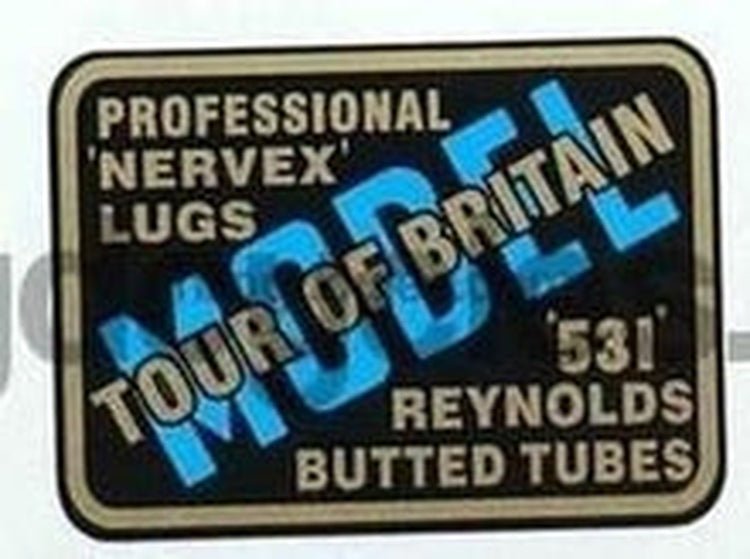 PROFESSIONAL
'NERVEX'
LUGS
MODEL
TOUR OF BRITAIN
'531'
REYNOLDS
BUTTED TUBES